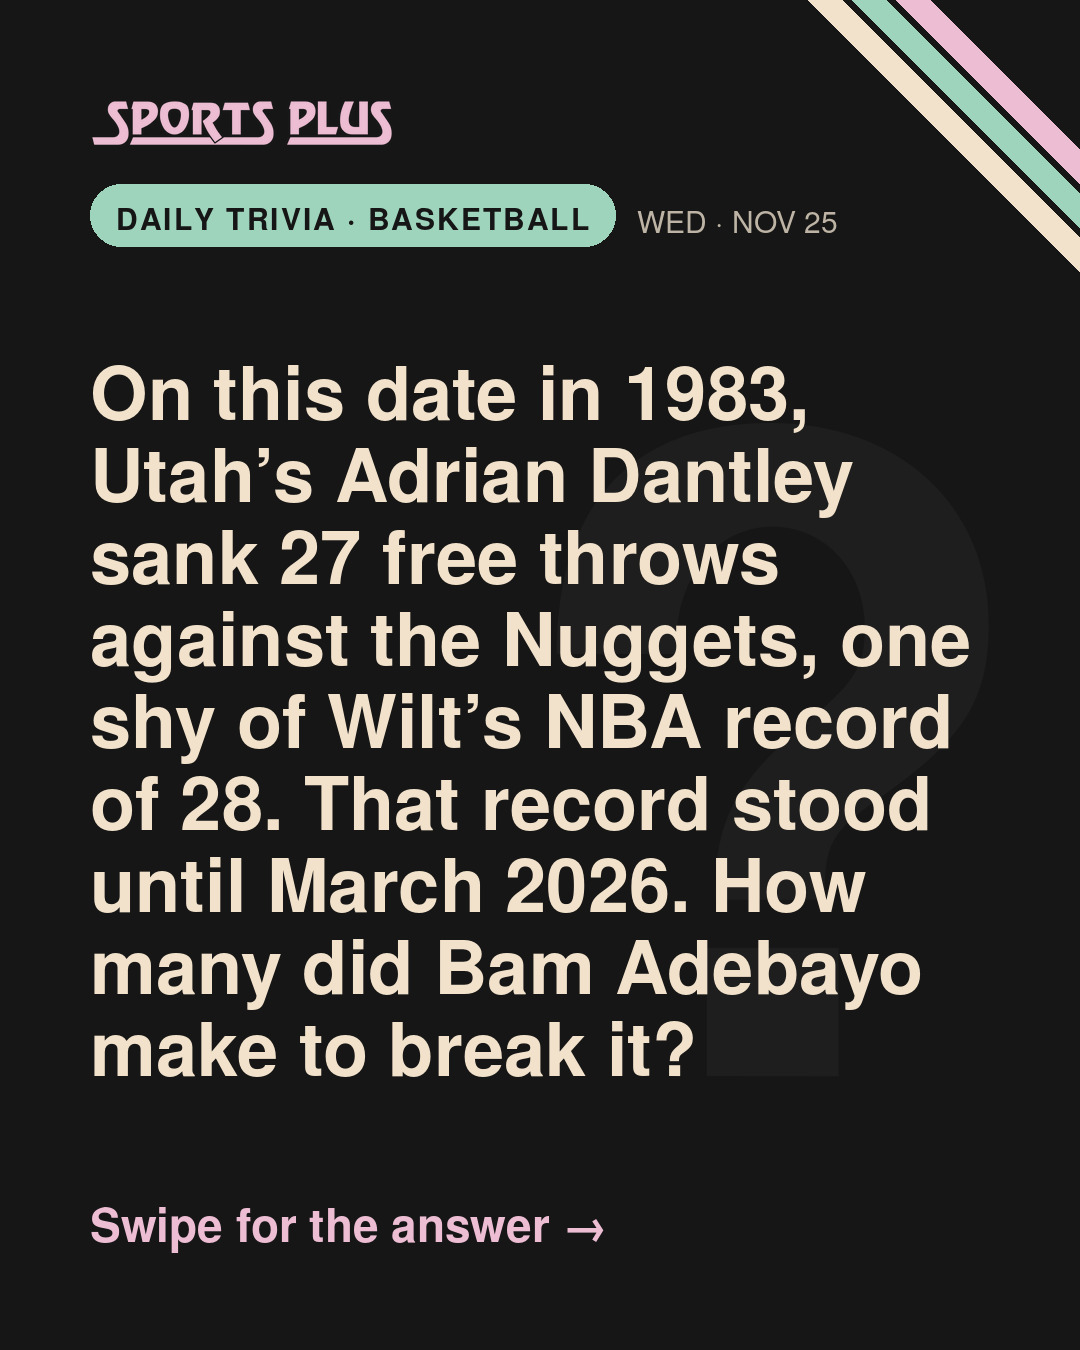 SPORTS PLUS
DAILY TRIVIA · BASKETBALL
WED · NOV 25
On this date in 1983,
Utah’s Adrian Dantley
sank 27 free throws
against the Nuggets, one
shy of Wilt’s NBA record
of 28. That record stood
until March 2026. How
many did Bam Adebayo
make to break it?
Swipe for the answer →